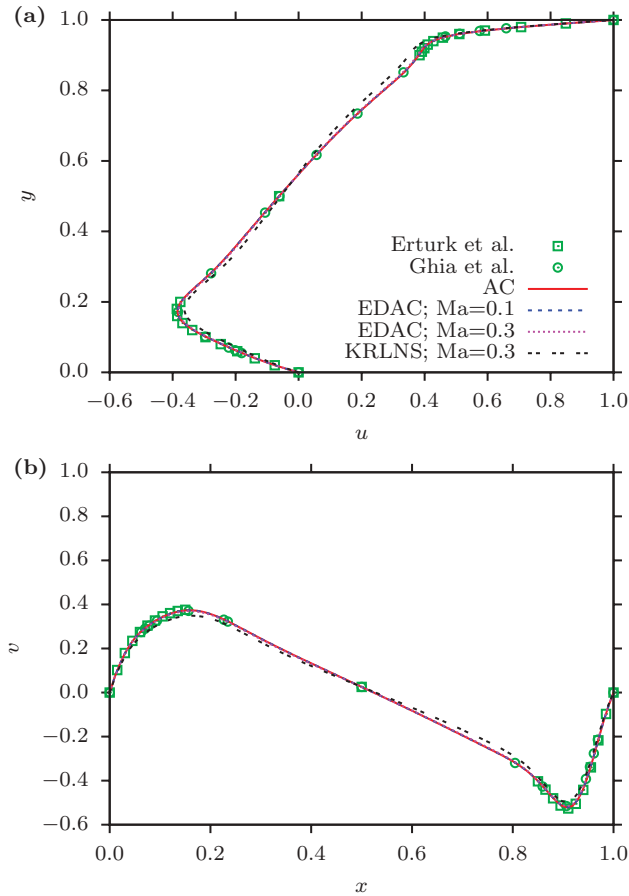 (a)
1.0
0.8
0.6
0.4
0.2
0.0
y
Erturk et al.
Ghia et al.
AC
EDAC; Ma=0.1
EDAC; Ma=0.3
KRLNS; Ma=0.3
−0.6 −0.4 −0.2 0.0 0.2 0.4 0.6 0.8 1.0
u
(b)
1.0
0.8
0.6
0.4
0.2
0.0
−0.2
−0.4
−0.6
v
0.0 0.2 0.4 0.6 0.8 1.0
x